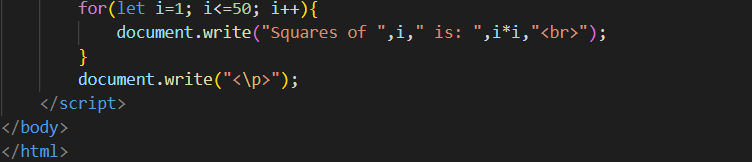 for(let i=1; i<=50; i++){
document.write("Squares of ",i," is: ",i*i,"<br>");
}
document.write("<\p>");
</script>
</body>
</html>